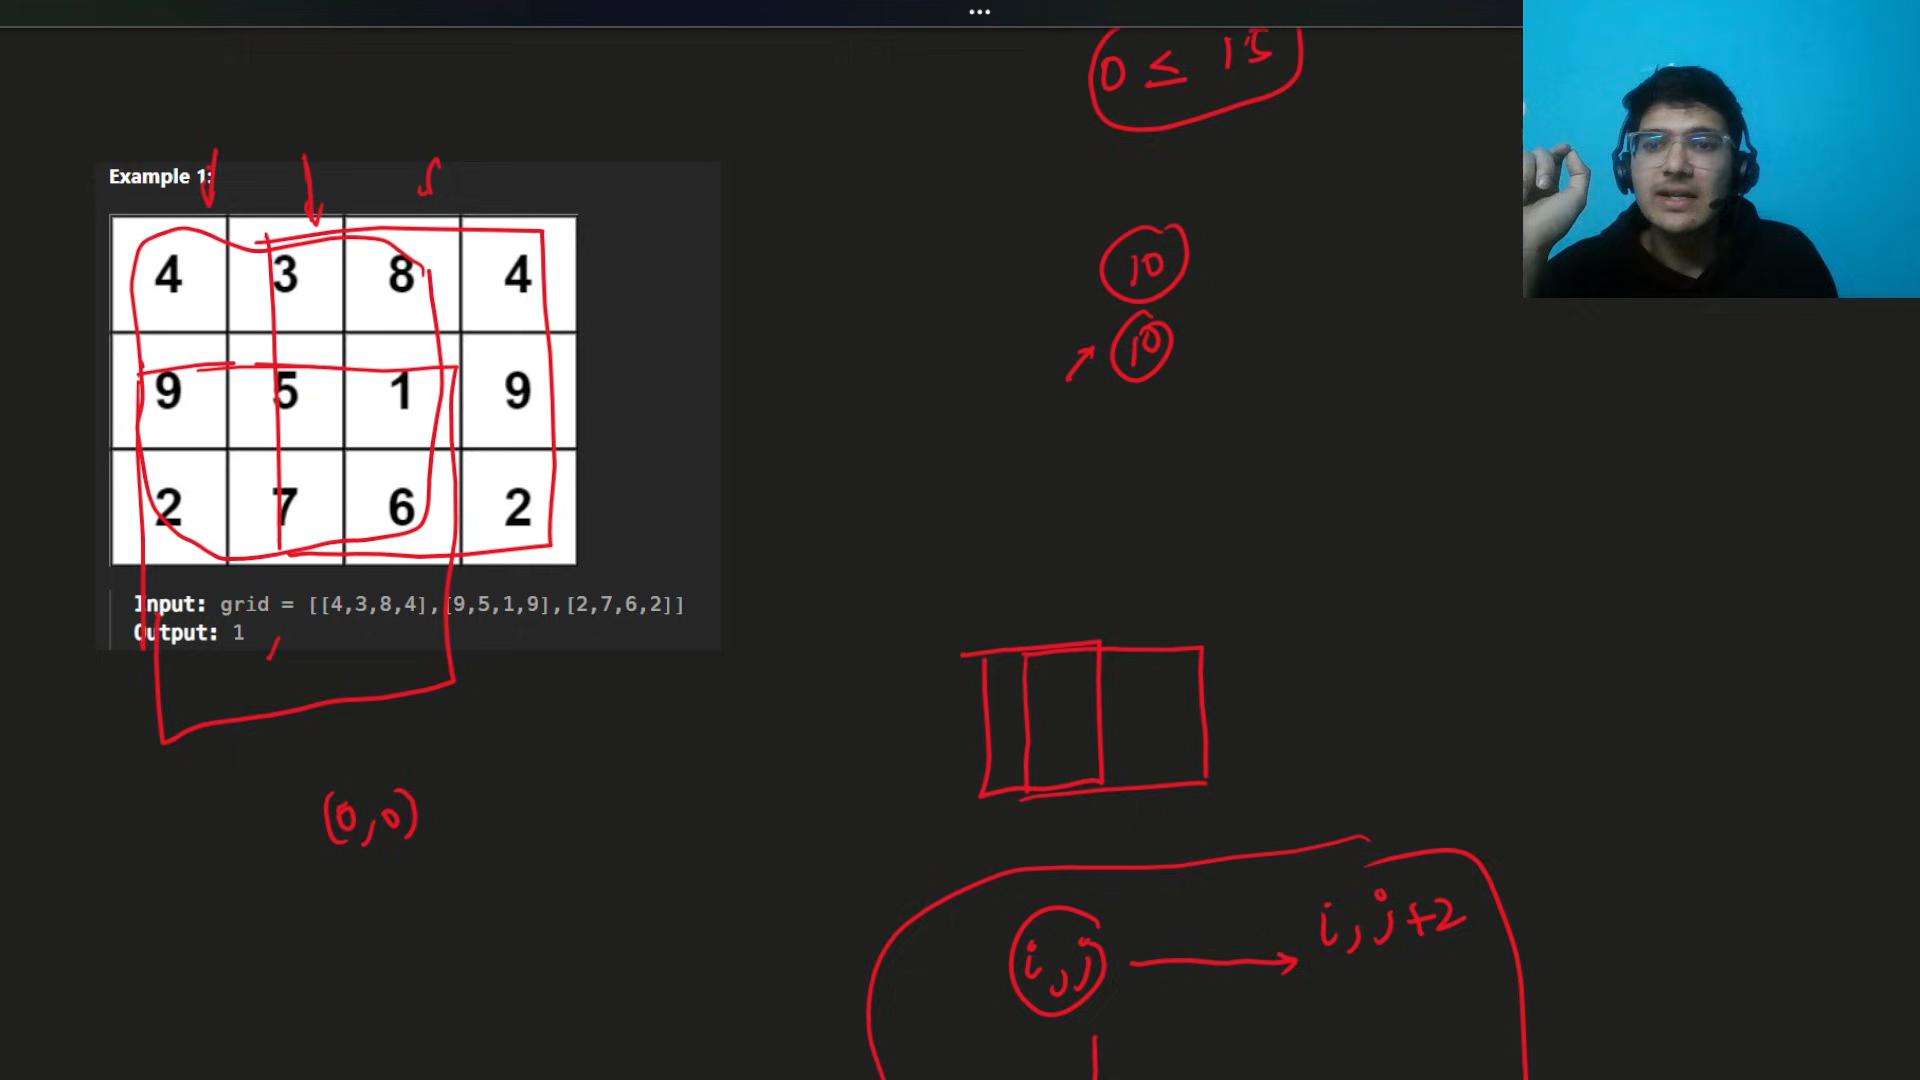 ...
0 ≤ 15
Example 1:
4 3 8 4
9 5 1 9
2 7 6 2
10
10
Input: grid = [[4,3,8,4],[9,5,1,9],[2,7,6,2]]
Output: 1
(0,0)
i,j
i,j+2